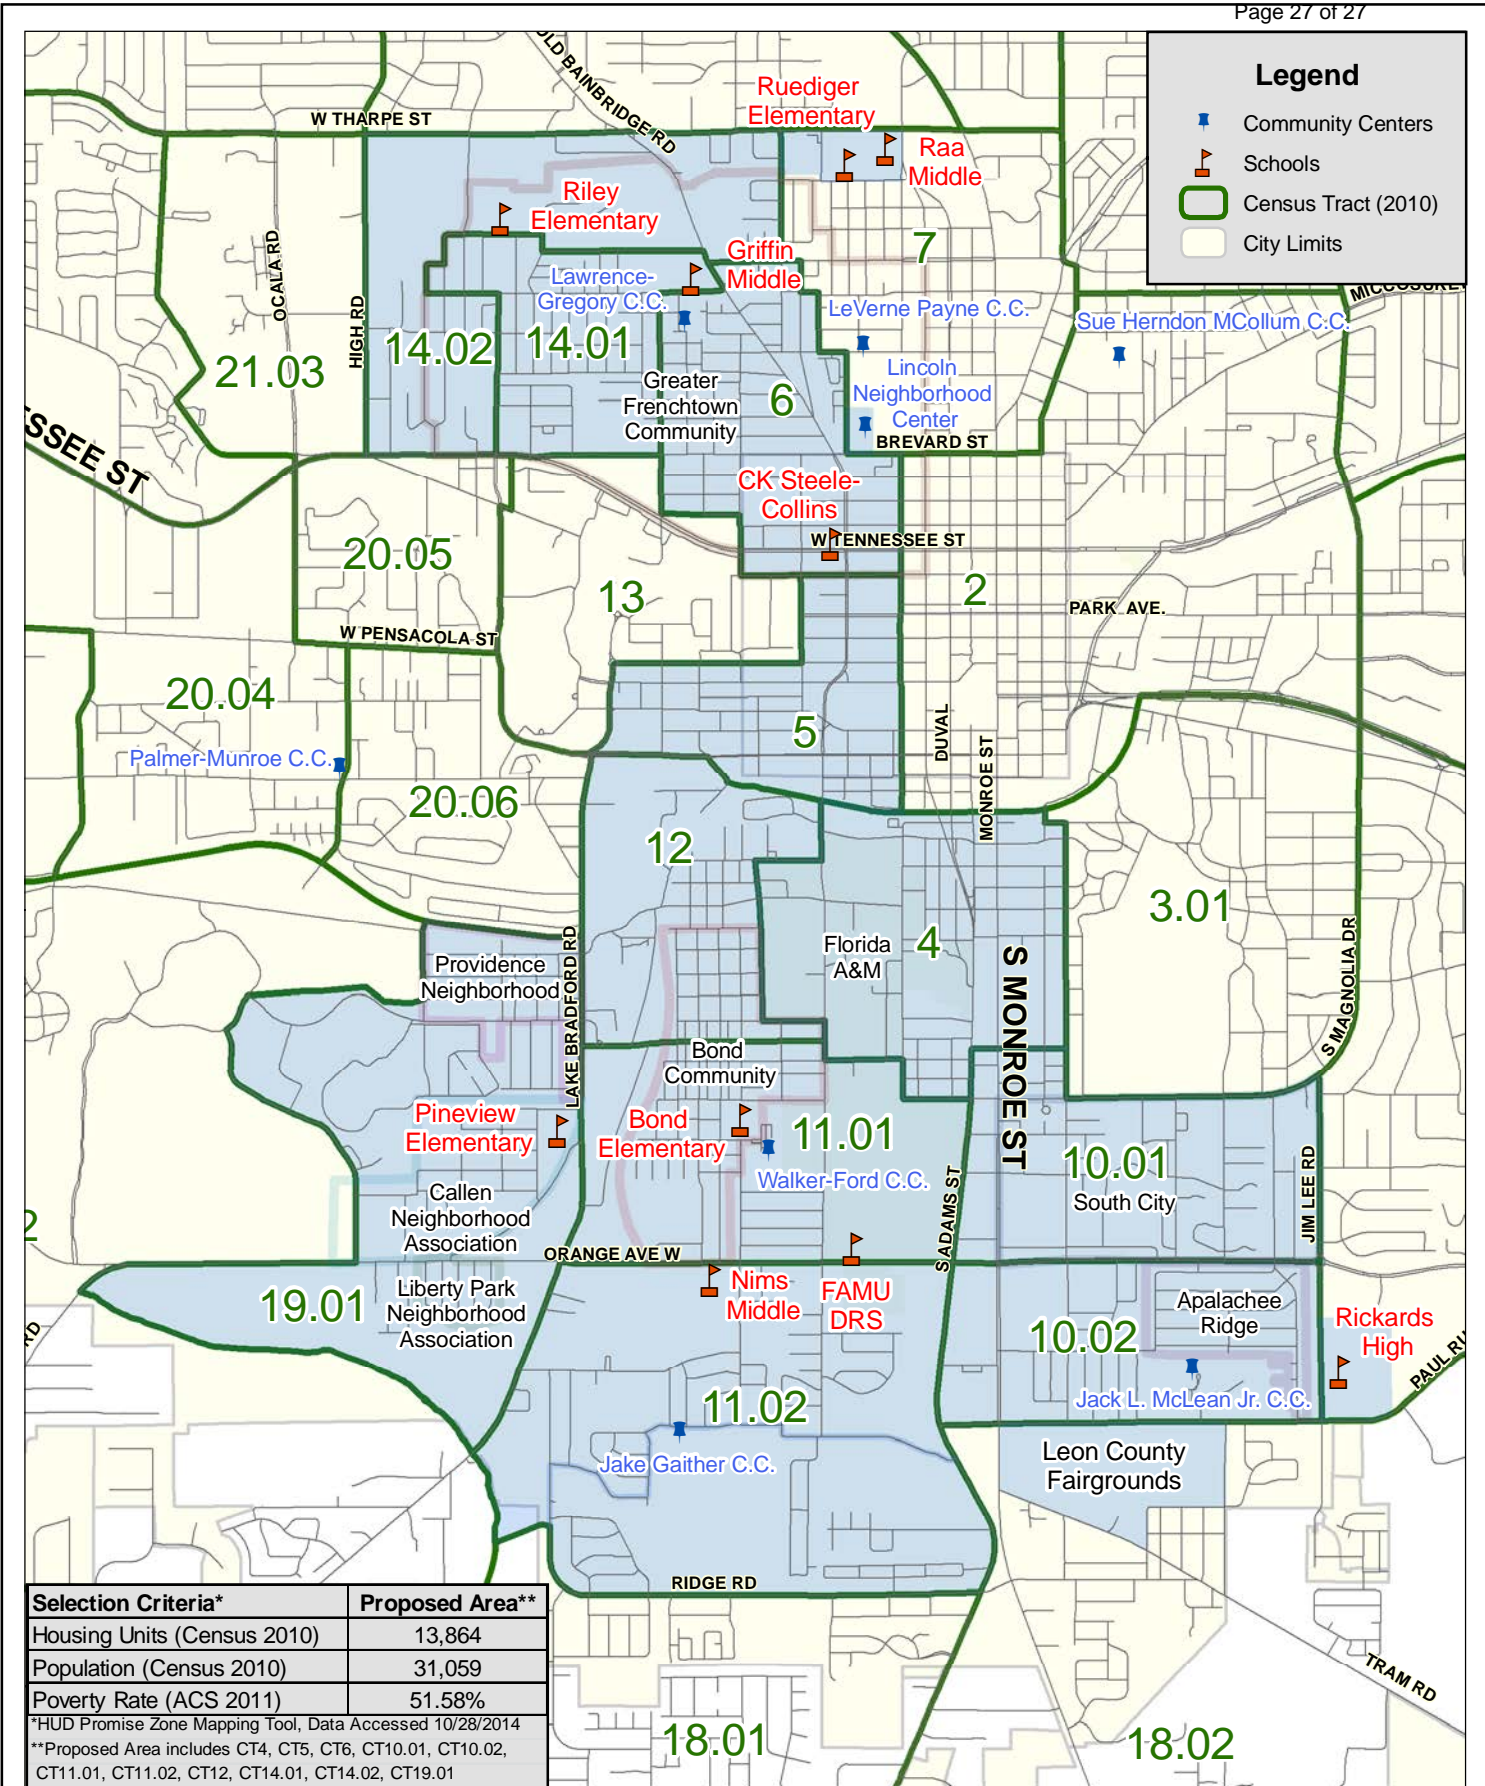 Page 27 of 27
Legend
Community Centers
Schools
Census Tract (2010)
City Limits
OLD BAINBRIDGE RD
W THARPE ST
Ruediger
Elementary
Raa
Middle
Riley
Elementary
7
Griffin
Middle
OCALA RD
HIGH RD
Lawrence-
Gregory C.C.
LeVerne Payne C.C.
Sue Herndon MCollum C.C.
21.03
14.02
14.01
Greater
Frenchtown
Community
6
Lincoln
Neighborhood
Center
BREVARD ST
SSEE ST
CK Steele-
Collins
W TENNESSEE ST
20.05
13
2
PARK AVE.
W PENSACOLA ST
20.04
5
DUVAL
MONROE ST
Palmer-Munroe C.C.
20.06
12
3.01
4
Florida
A&M
S MONROE ST
S MAGNOLIA DR
Providence
Neighborhood
LAKE BRADFORD RD
Bond
Community
Pineview
Elementary
Bond
Elementary
11.01
Walker-Ford C.C.
10.01
South City
JIM LEE RD
S ADAMS ST
Callen
Neighborhood
Association
2
ORANGE AVE W
19.01
Liberty Park
Neighborhood
Association
Nims
Middle
FAMU
DRS
10.02
Apalachee
Ridge
Rickards
High
RD
PAUL RU
Jack L. McLean Jr. C.C.
11.02
Jake Gaither C.C.
Leon County
Fairgrounds
RIDGE RD
TRAM RD
18.01
18.02
Selection Criteria* Proposed Area**
Housing Units (Census 2010) 13,864
Population (Census 2010) 31,059
Poverty Rate (ACS 2011) 51.58%
*HUD Promise Zone Mapping Tool, Data Accessed 10/28/2014
**Proposed Area includes CT4, CT5, CT6, CT10.01, CT10.02,
CT11.01, CT11.02, CT12, CT14.01, CT14.02, CT19.01